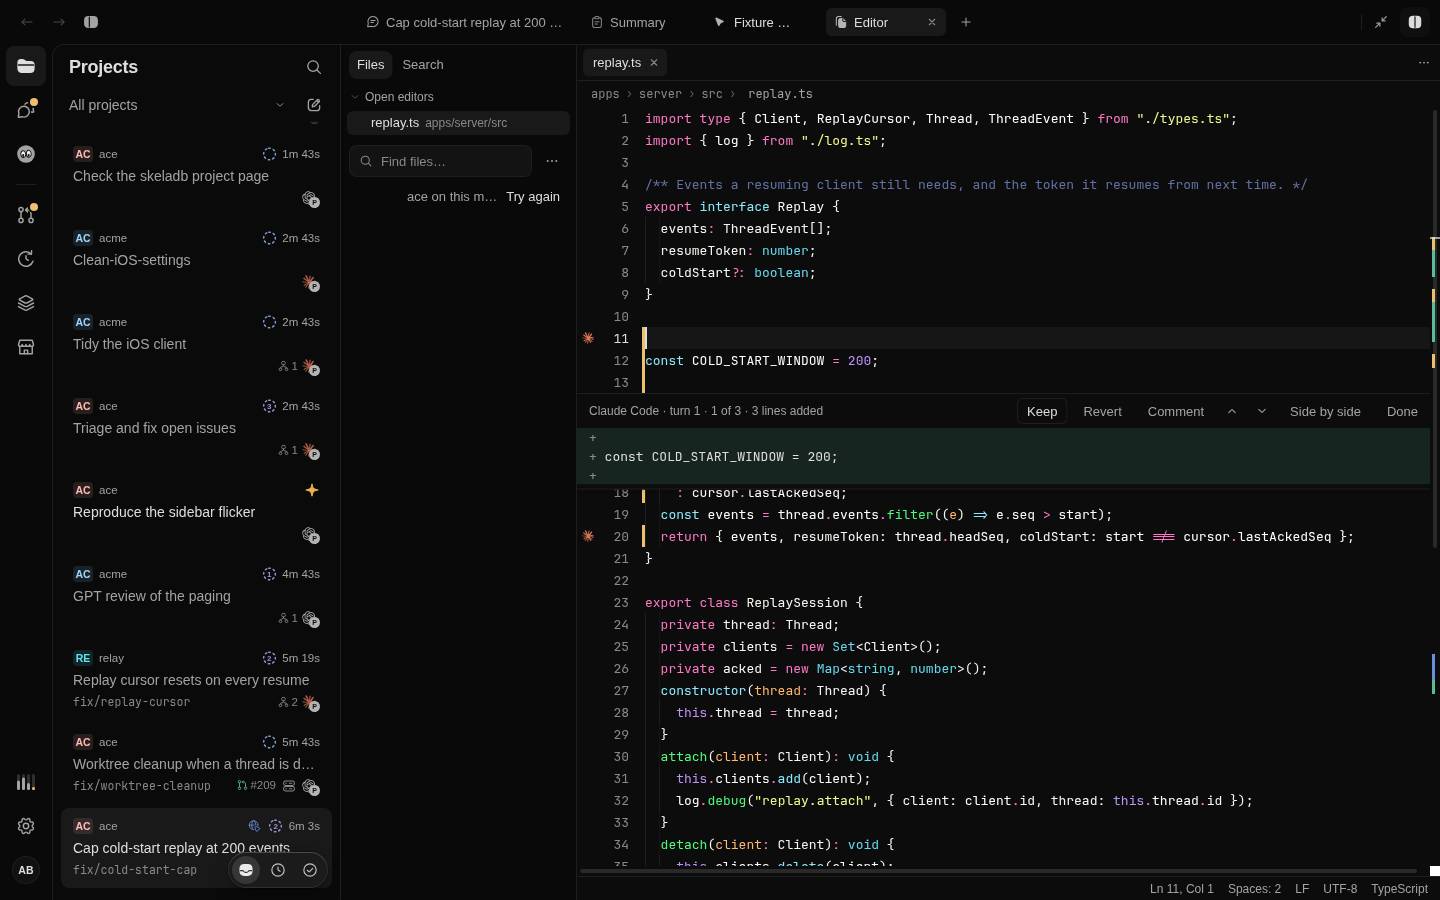 Cap cold-start replay at 200 …
Summary
Fixture …
Editor
Projects
All projects
AC ace 1m 43s
Check the skeladb project page
AC acme 2m 43s
Clean-iOS-settings
AC acme 2m 43s
Tidy the iOS client
1
AC ace 3 2m 43s
Triage and fix open issues
1
AC ace
Reproduce the sidebar flicker
AC acme 1 4m 43s
GPT review of the paging
1
RE relay 2 5m 19s
Replay cursor resets on every resume
fix/replay-cursor 2
AC ace 5m 43s
Worktree cleanup when a thread is d…
fix/worktree-cleanup #209
AC ace 2 6m 3s
Cap cold-start replay at 200 events
fix/cold-start-cap
AB
Files Search
Open editors
replay.ts apps/server/src
Find files…
ace on this m… Try again
replay.ts
apps › server › src › replay.ts
1 import type { Client, ReplayCursor, Thread, ThreadEvent } from "./types.ts";
2 import { log } from "./log.ts";
3
4 /** Events a resuming client still needs, and the token it resumes from next time. */
5 export interface Replay {
6 events: ThreadEvent[];
7 resumeToken: number;
8 coldStart?: boolean;
9 }
10
11
12 const COLD_START_WINDOW = 200;
13
Claude Code · turn 1 · 1 of 3 · 3 lines added Keep Revert Comment Side by side Done
+
+ const COLD_START_WINDOW = 200;
+
18 : cursor.lastAckedSeq;
19 const events = thread.events.filter((e) => e.seq > start);
20 return { events, resumeToken: thread.headSeq, coldStart: start !== cursor.lastAckedSeq };
21 }
22
23 export class ReplaySession {
24 private thread: Thread;
25 private clients = new Set<Client>();
26 private acked = new Map<string, number>();
27 constructor(thread: Thread) {
28 this.thread = thread;
29 }
30 attach(client: Client): void {
31 this.clients.add(client);
32 log.debug("replay.attach", { client: client.id, thread: this.thread.id });
33 }
34 detach(client: Client): void {
35 this.clients.delete(client);
Ln 11, Col 1 Spaces: 2 LF UTF-8 TypeScript